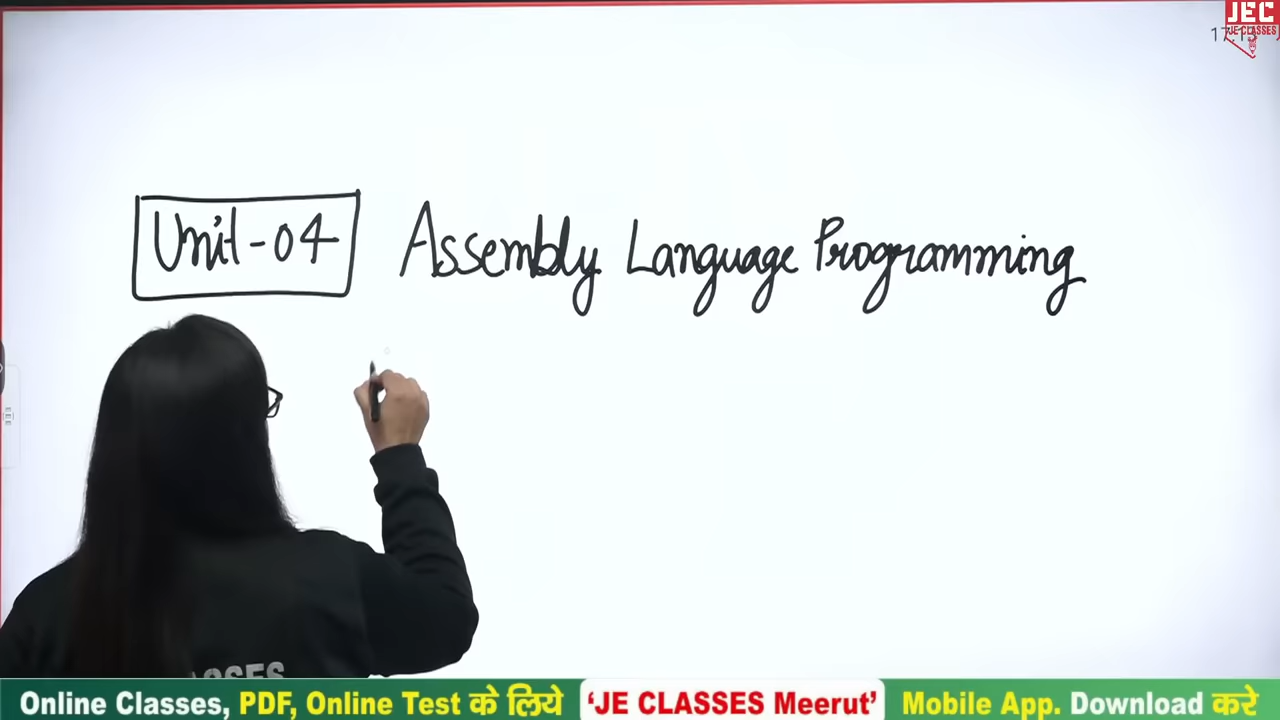 JEC
JE CLASSES
Unit-04 Assembly Language Programming
Online Classes, PDF, Online Test के लिये 'JE CLASSES Meerut' Mobile App. Download करे